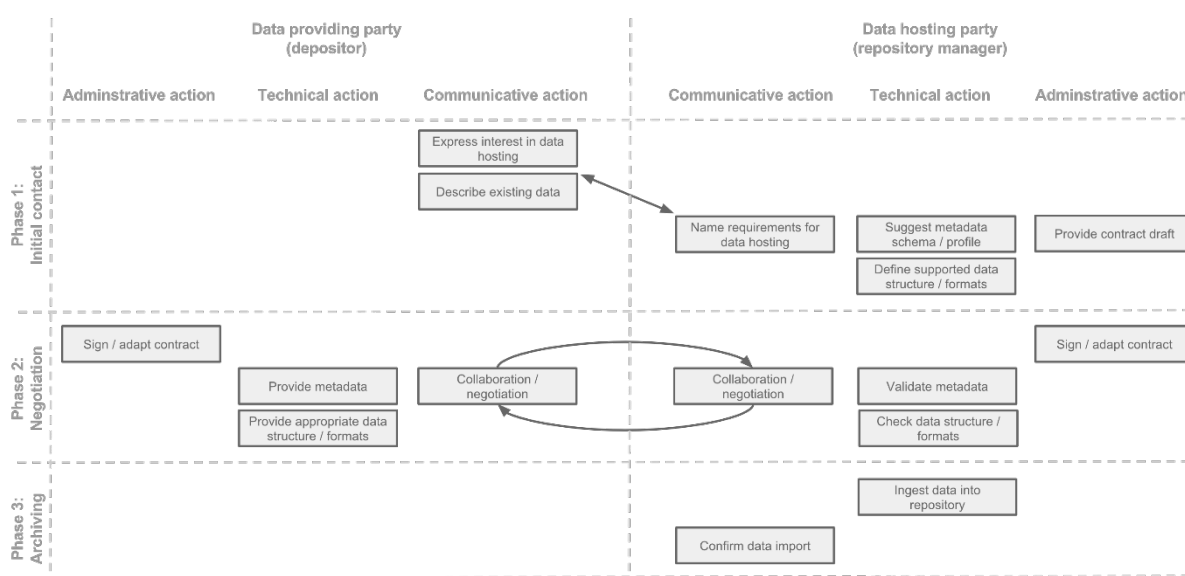 Data providing party
(depositor)
Data hosting party
(repository manager)
Adminstrative action
Technical action
Communicative action
Communicative action
Technical action
Adminstrative action
Phase 1:
Initial contact
Express interest in data
hosting
Describe existing data
Name requirements for
data hosting
Suggest metadata
schema / profile
Provide contract draft
Define supported data
structure / formats
Phase 2:
Negotiation
Sign / adapt contract
Sign / adapt contract
Provide metadata
Collaboration /
negotiation
Collaboration /
negotiation
Validate metadata
Provide appropriate data
structure / formats
Check data structure /
formats
Phase 3:
Archiving
Ingest data into
repository
Confirm data import